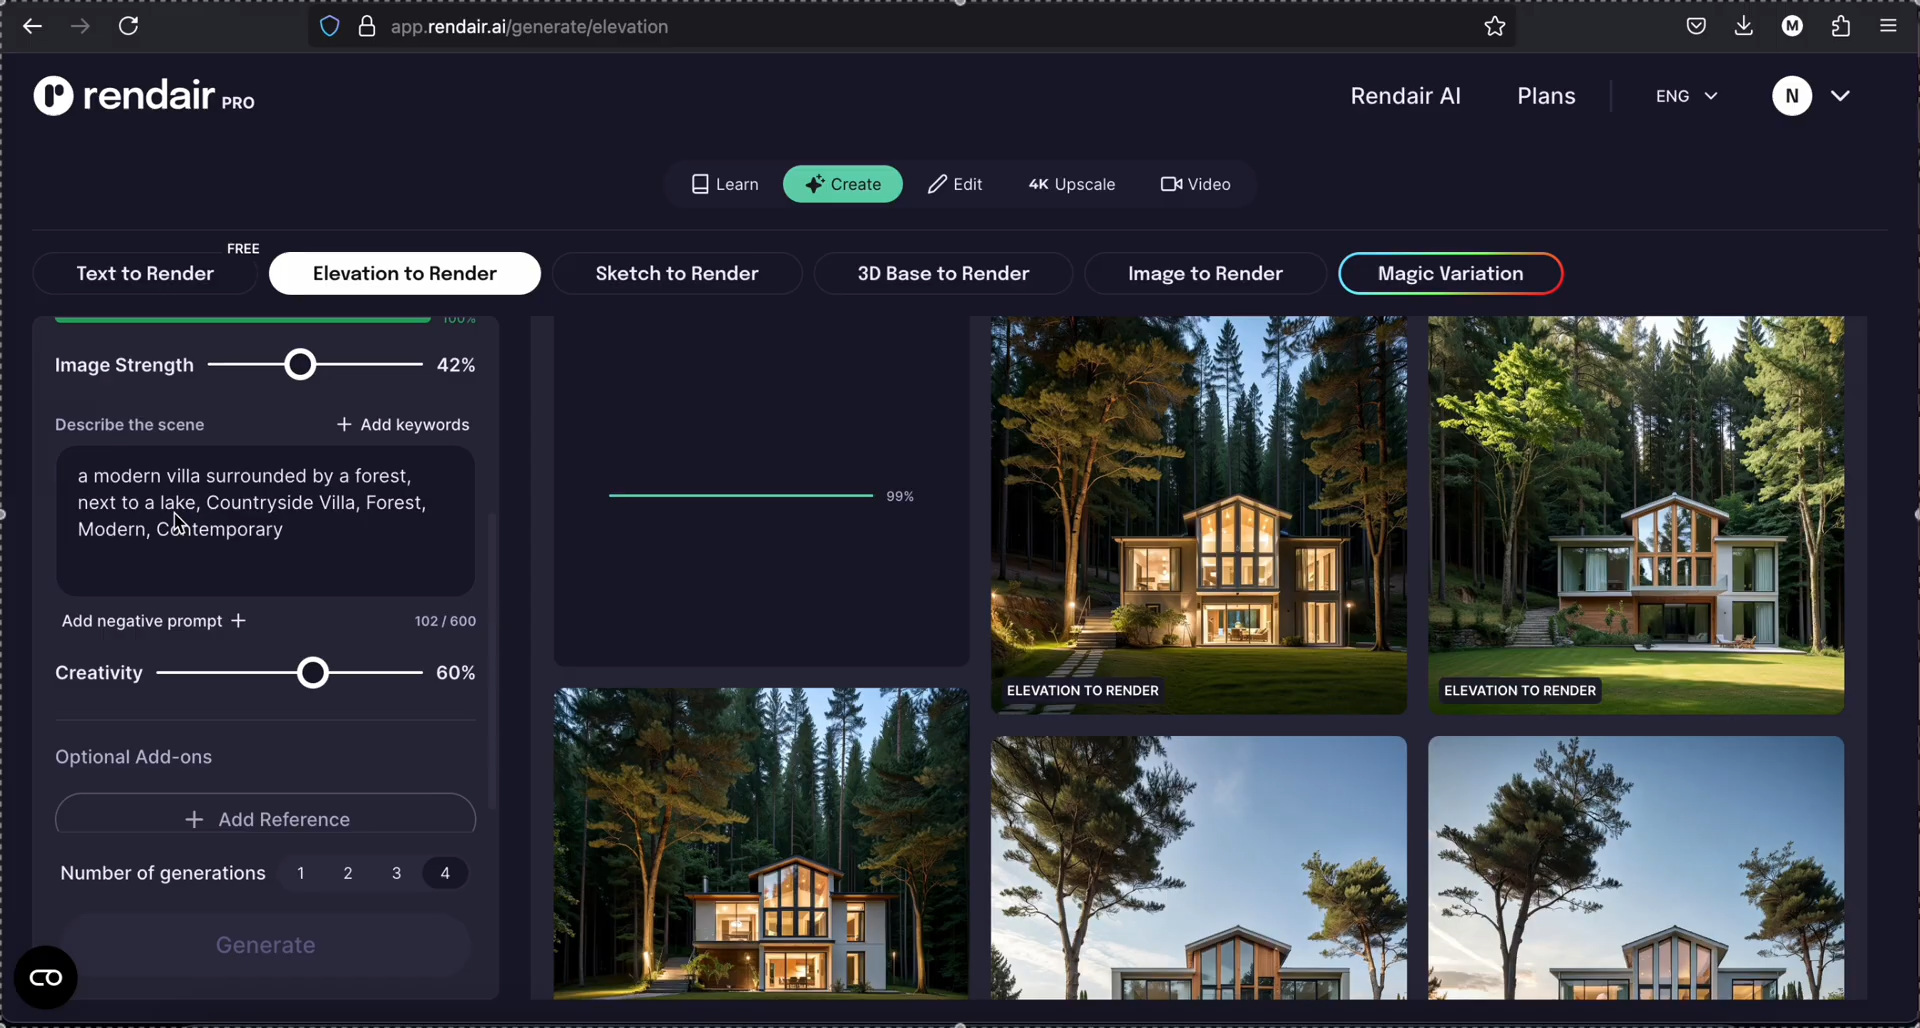 app.rendair.ai/generate/elevation
M
rendair PRO
Rendair AI
Plans
ENG
N
Learn
Create
Edit
4K Upscale
Video
FREE
Text to Render
Elevation to Render
Sketch to Render
3D Base to Render
Image to Render
Magic Variation
100%
Image Strength
42%
Describe the scene
+ Add keywords
a modern villa surrounded by a forest,
next to a lake, Countryside Villa, Forest,
Modern, Contemporary
Add negative prompt +
102 / 600
Creativity
60%
Optional Add-ons
+ Add Reference
Number of generations
1
2
3
4
Generate
99%
ELEVATION TO RENDER
ELEVATION TO RENDER